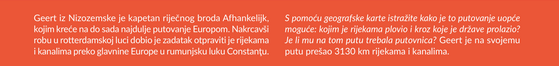 Geert iz Nizozemske je kapetan riječnog broda Afhankelijk,
kojim kreće na do sada najdulje putovanje Europom. Nakrcavši
robu u rotterdamskoj luci dobio je zadatak otpraviti je rijekama
i kanalima preko glavnine Europe u rumunjsku luku Constanţu.
S pomoću geografske karte istražite kako je to putovanje uopće
moguće: kojim je rijekama plovio i kroz koje je države prolazio?
Je li mu na tom putu trebala putovnica? Geert je na svojemu
putu prešao 3130 km rijekama i kanalima.